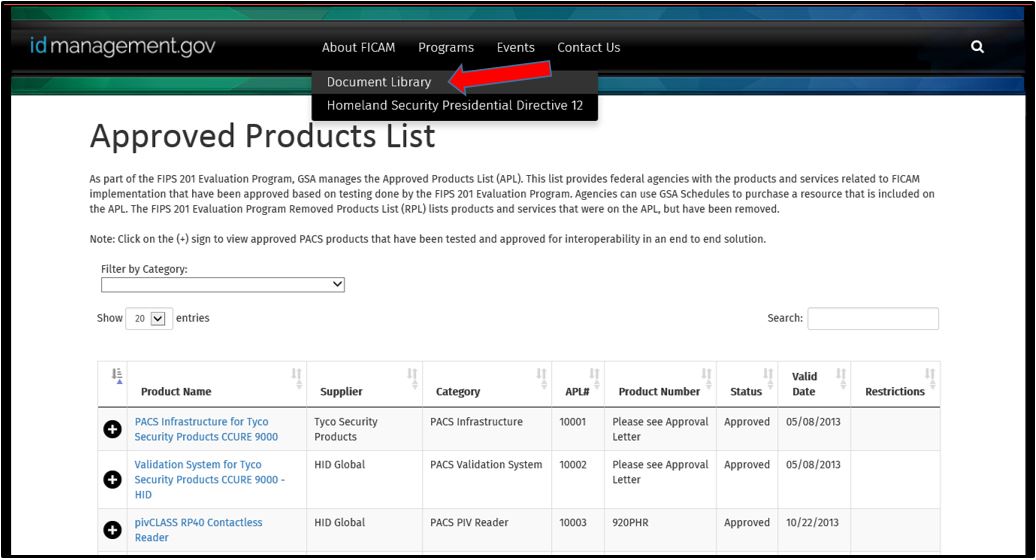 idmanagement.gov
About FICAM Programs Events Contact Us
Document Library
Homeland Security Presidential Directive 12
Approved Products List
As part of the FIPS 201 Evaluation Program, GSA manages the Approved Products List (APL). This list provides federal agencies with the products and services related to FICAM
implementation that have been approved based on testing done by the FIPS 201 Evaluation Program. Agencies can use GSA Schedules to purchase a resource that is included on
the APL. The FIPS 201 Evaluation Program Removed Products List (RPL) lists products and services that were on the APL, but have been removed.
Note: Click on the (+) sign to view approved PACS products that have been tested and approved for interoperability in an end to end solution.
Filter by Category:
Show 20 entries Search:
Product Name Supplier Category APL# Product Number Status Valid Date Restrictions
PACS Infrastructure for Tyco Tyco Security PACS Infrastructure 10001 Please see Approval Approved 05/08/2013
Security Products CCURE 9000 Products Letter
Validation System for Tyco HID Global PACS Validation System 10002 Please see Approval Approved 05/08/2013
Security Products CCURE 9000 - Letter
HID
pivCLASS RP40 Contactless HID Global PACS PIV Reader 10003 920PHR Approved 10/22/2013
Reader